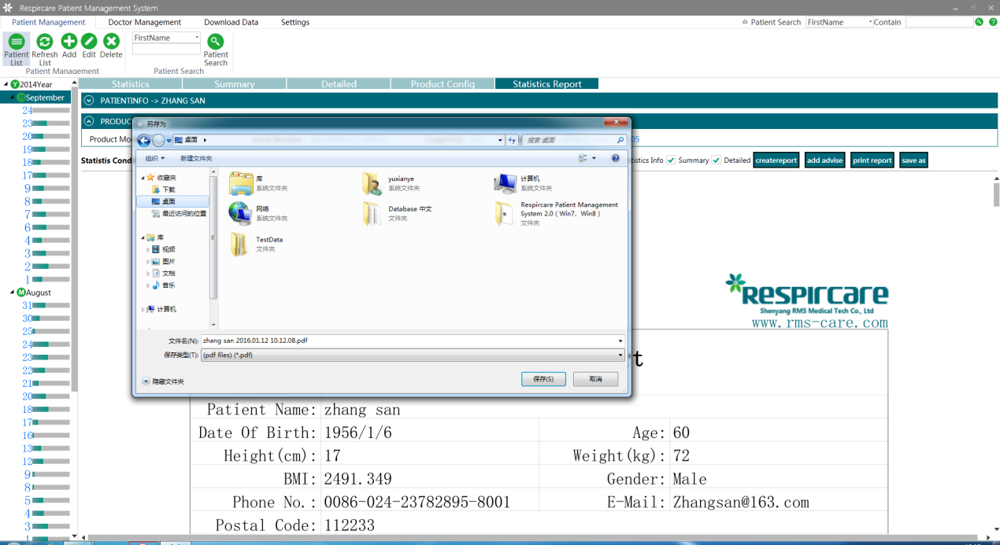 Respircare Patient Management System
Patient Management Doctor Management Download Data Settings
Patient Search FirstName Contain
Patient List Refresh List Add Edit Delete
FirstName
Patient Search
Patient Management Patient Search
2014Year
September
24
23
20
19
18
17
9
8
7
6
4
3
2
1
August
31
30
25
24
23
22
21
20
18
17
16
13
12
9
8
5
4
3
1
Statistics Summary Detailed Product Config Statistics Report
PATIENTINFO -> ZHANG SAN
PRODUC
Product Mo
05
Statistis Cond
tistics Info Summary Detailed createreport add advise print report save as
另存为
桌面
搜索 桌面
组织 新建文件夹
收藏夹
下载
桌面
最近访问的位置
库
视频
图片
文档
音乐
计算机
库
系统文件夹
yuxianye
系统文件夹
计算机
系统文件夹
网络
系统文件夹
Database 中文
文件夹
Respircare Patient Management System 2.0（Win7、Win8）
文件夹
TestData
文件夹
文件名(N): zhang san 2016.01.12 10.12.08.pdf
保存类型(T): (pdf files) (*.pdf)
隐藏文件夹
保存(S) 取消
RESPIRCARE
Shenyang RMS Medical Tech Co., Ltd
www.rms-care.com
t
Patient Name: zhang san
Date Of Birth: 1956/1/6 Age: 60
Height(cm): 17 Weight(kg): 72
BMI: 2491.349 Gender: Male
Phone No.: 0086-024-23782895-8001 E-Mail: Zhangsan@163.com
Postal Code: 112233